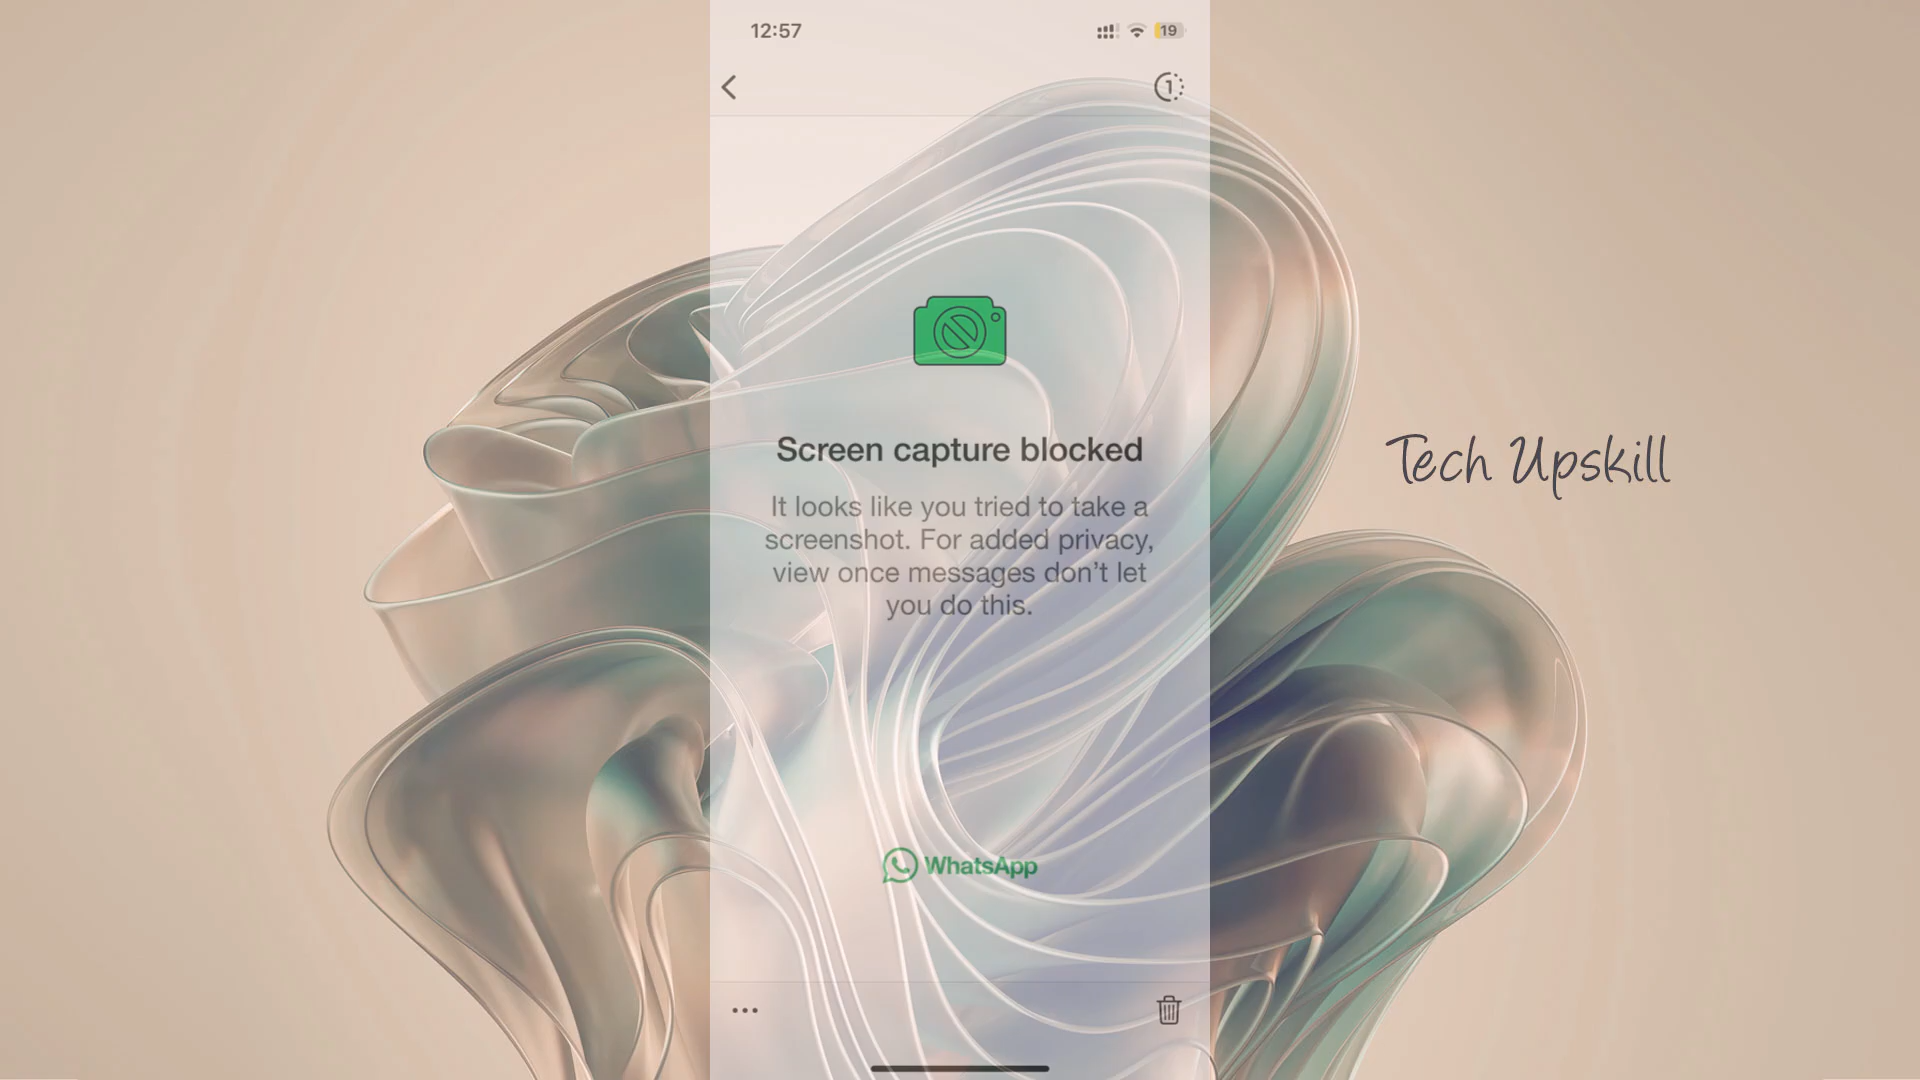 12:57
19
1
Screen capture blocked
It looks like you tried to take a
screenshot. For added privacy,
view once messages don’t let
you do this.
Tech Upskill
WhatsApp